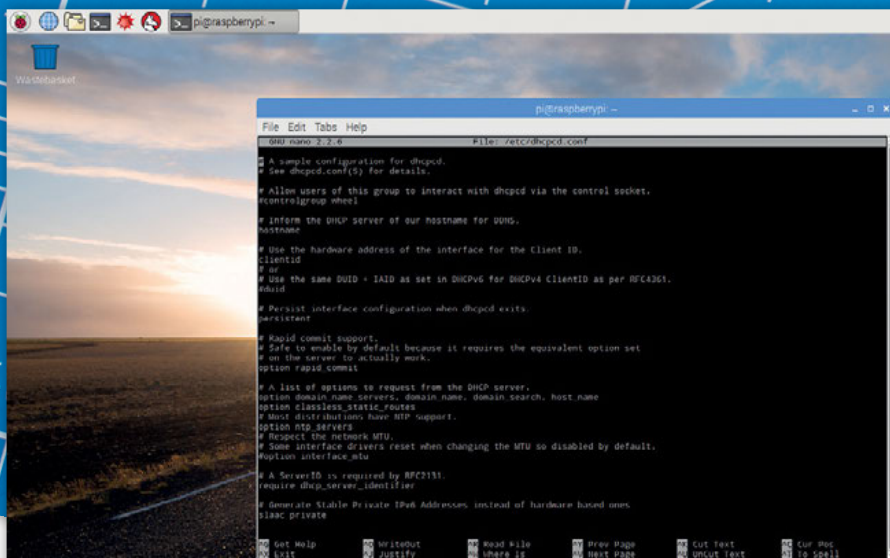 pi@raspberrypi: ~
Wastebasket
pi@raspberrypi: ~
File Edit Tabs Help
GNU nano 2.2.6 File: /etc/dhcpcd.conf
# A sample configuration for dhcpcd.
# See dhcpcd.conf(5) for details.
# Allow users of this group to interact with dhcpcd via the control socket.
#controlgroup wheel
# Inform the DHCP server of our hostname for DDNS.
hostname
# Use the hardware address of the interface for the Client ID.
clientid
# or
# Use the same DUID + IAID as set in DHCPv6 for DHCPv4 ClientID as per RFC4361.
#duid
# Persist interface configuration when dhcpcd exits.
persistent
# Rapid commit support.
# Safe to enable by default because it requires the equivalent option set
# on the server to actually work.
option rapid_commit
# A list of options to request from the DHCP server.
option domain_name_servers, domain_name, domain_search, host_name
option classless_static_routes
# Most distributions have NTP support.
option ntp_servers
# Respect the network MTU.
# Some interface drivers reset when changing the MTU so disabled by default.
#option interface_mtu
# A ServerID is required by RFC2131.
require dhcp_server_identifier
# Generate Stable Private IPv6 Addresses instead of hardware based ones
slaac private
^G Get Help ^O WriteOut ^R Read File ^Y Prev Page ^K Cut Text ^C Cur Pos
^X Exit ^J Justify ^W Where Is ^V Next Page ^U UnCut Text ^T To Spell